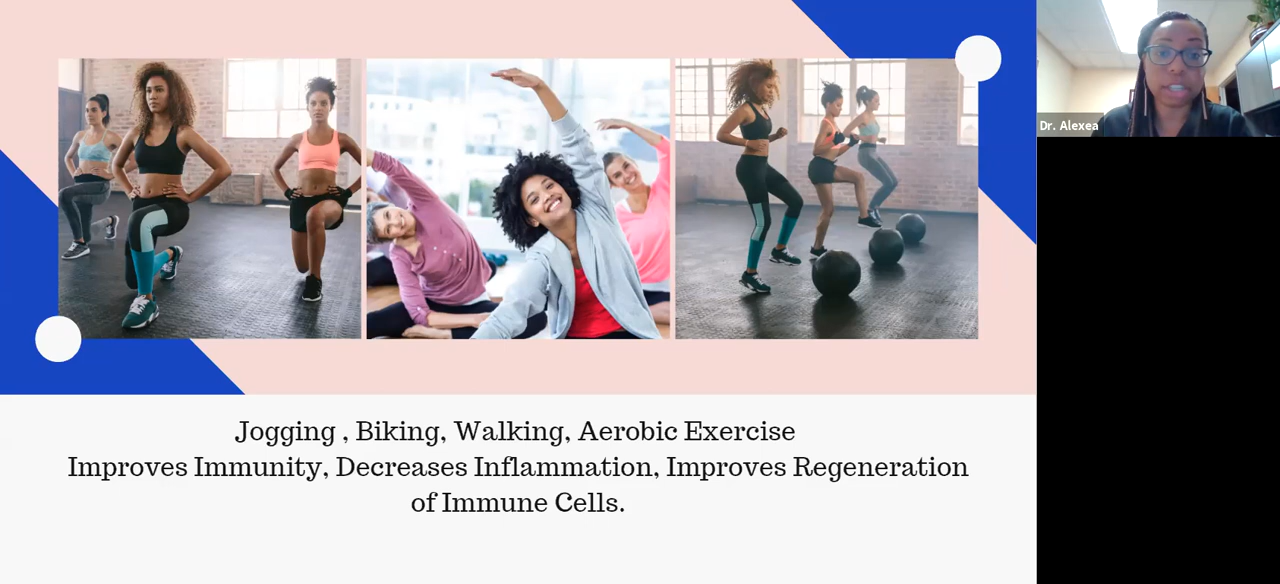 Dr. Alexea
Jogging , Biking, Walking, Aerobic Exercise
Improves Immunity, Decreases Inflammation, Improves Regeneration
of Immune Cells.